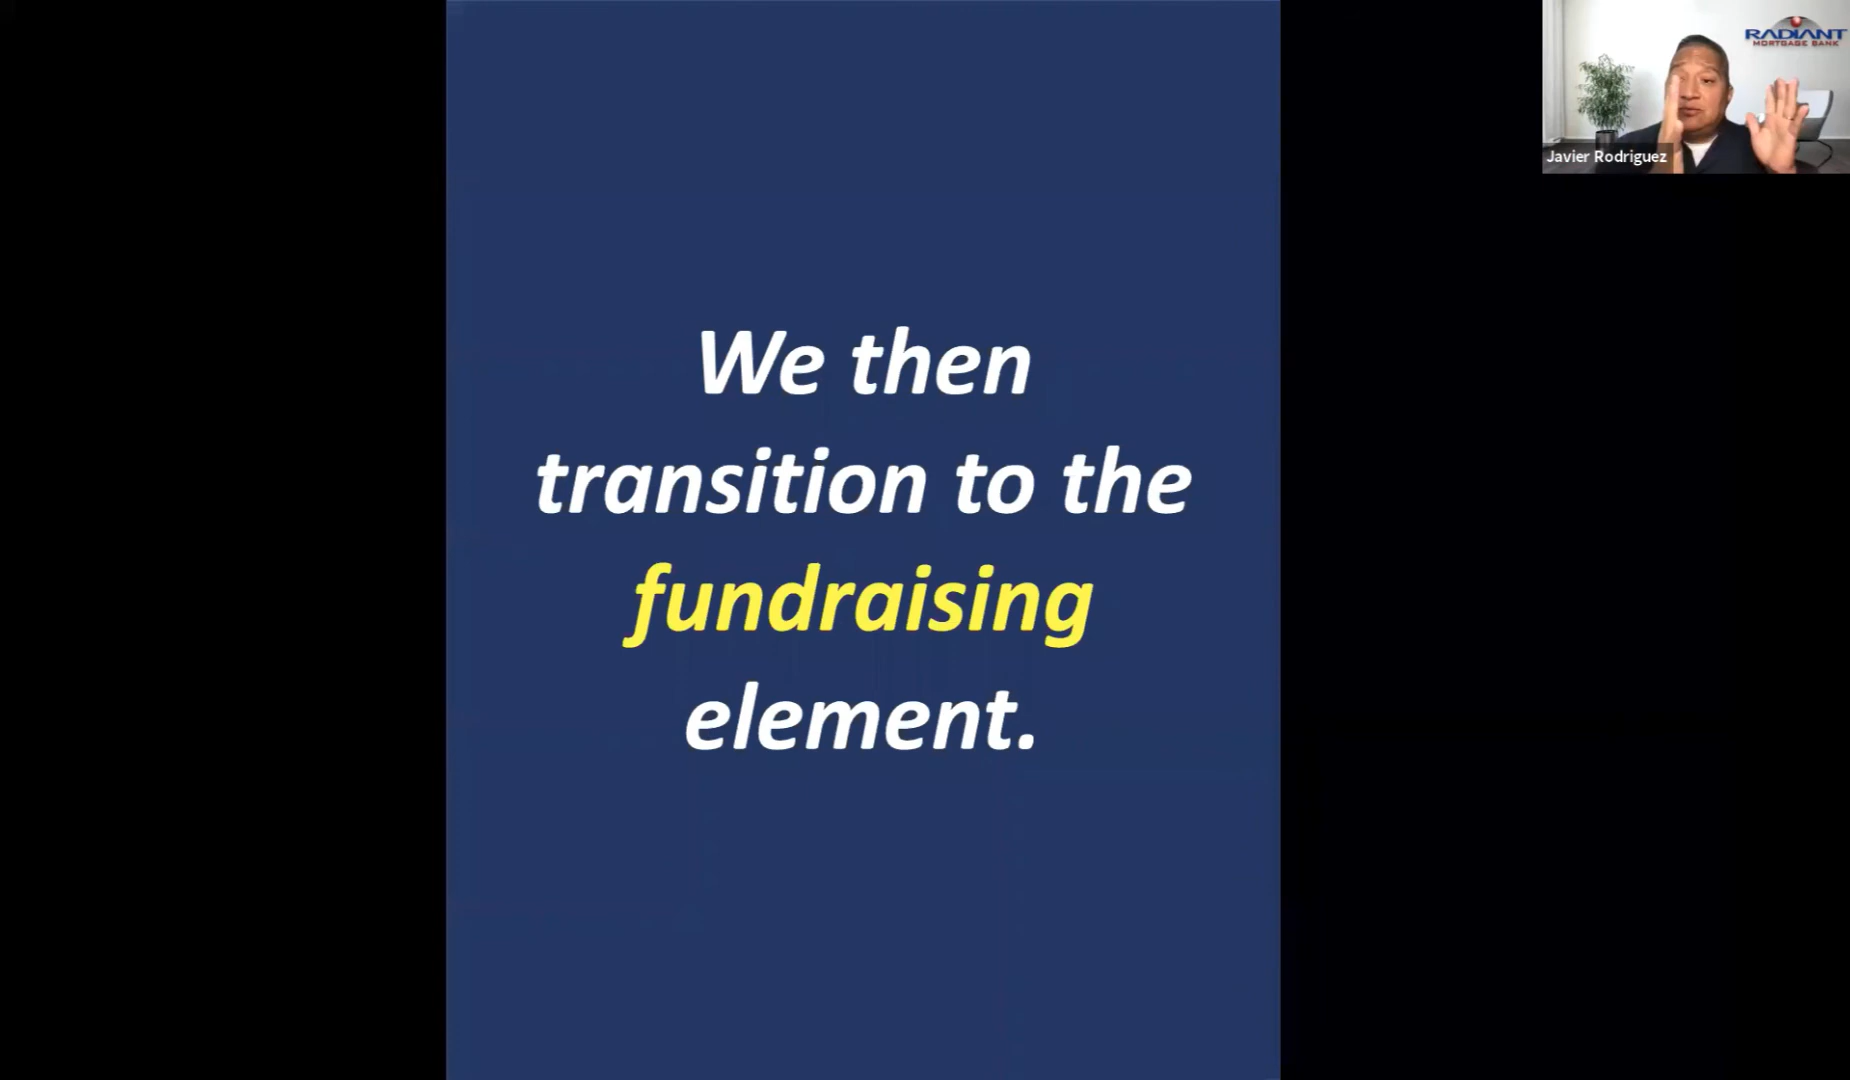 We then
transition to the
fundraising
element.
RADIANT
MORTGAGE BANK
Javier Rodriguez